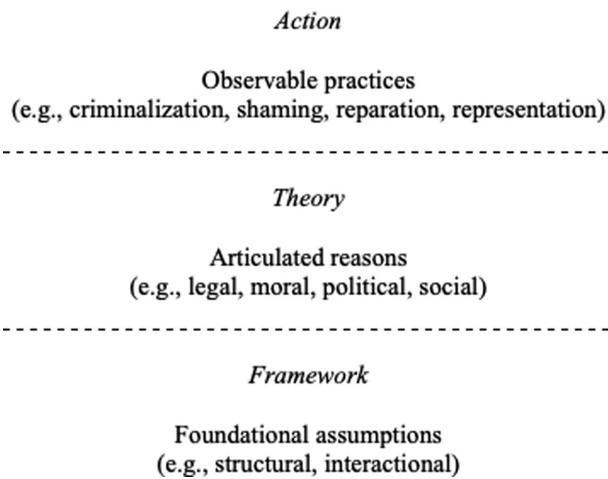 Action
Observable practices
(e.g., criminalization, shaming, reparation, representation)
Theory
Articulated reasons
(e.g., legal, moral, political, social)
Framework
Foundational assumptions
(e.g., structural, interactional)